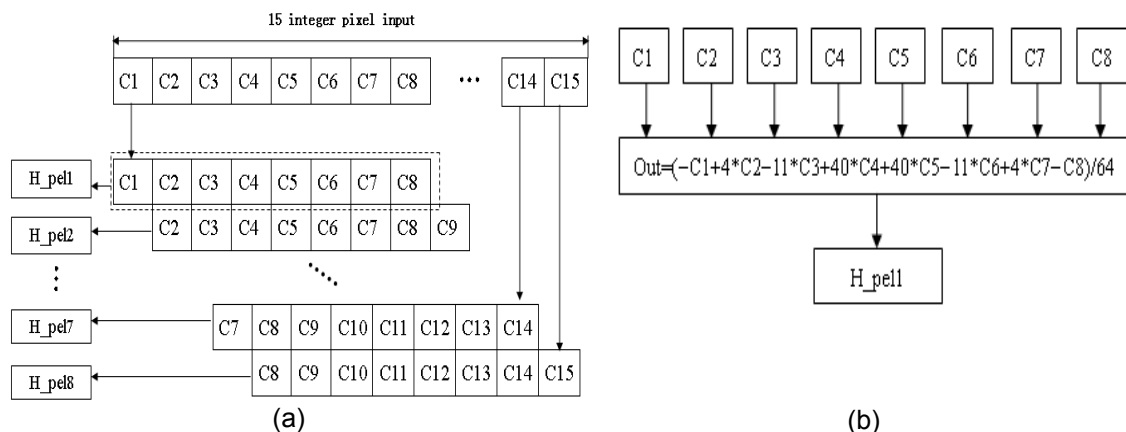 15 integer pixel input
C1 C2 C3 C4 C5 C6 C7 C8 ... C14 C15
H_pel1 C1 C2 C3 C4 C5 C6 C7 C8
H_pel2 C2 C3 C4 C5 C6 C7 C8 C9
H_pel7 C7 C8 C9 C10 C11 C12 C13 C14
H_pel8 C8 C9 C10 C11 C12 C13 C14 C15
(a)
C1 C2 C3 C4 C5 C6 C7 C8
Out=(-C1+4*C2-11*C3+40*C4+40*C5-11*C6+4*C7-C8)/64
H_pel1
(b)